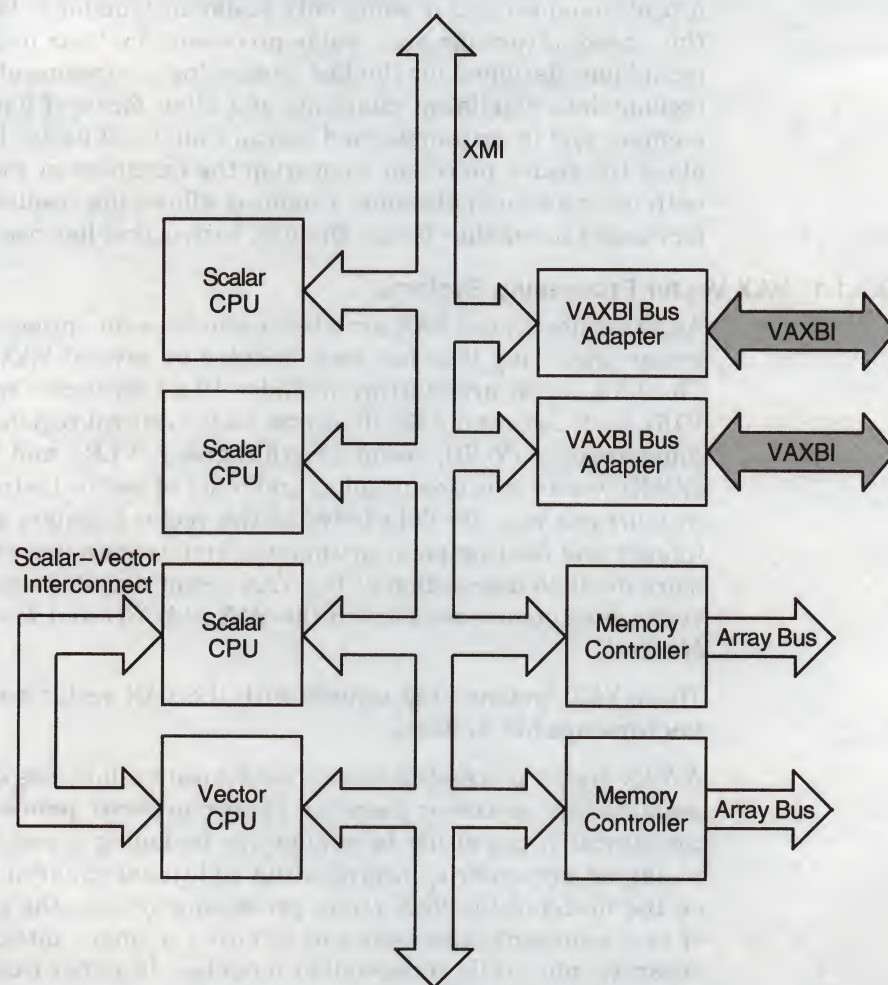 XMI
Scalar
CPU
VAXBI Bus
Adapter
VAXBI
Scalar
CPU
VAXBI Bus
Adapter
VAXBI
Scalar–Vector
Interconnect
Scalar
CPU
Memory
Controller
Array Bus
Vector
CPU
Memory
Controller
Array Bus